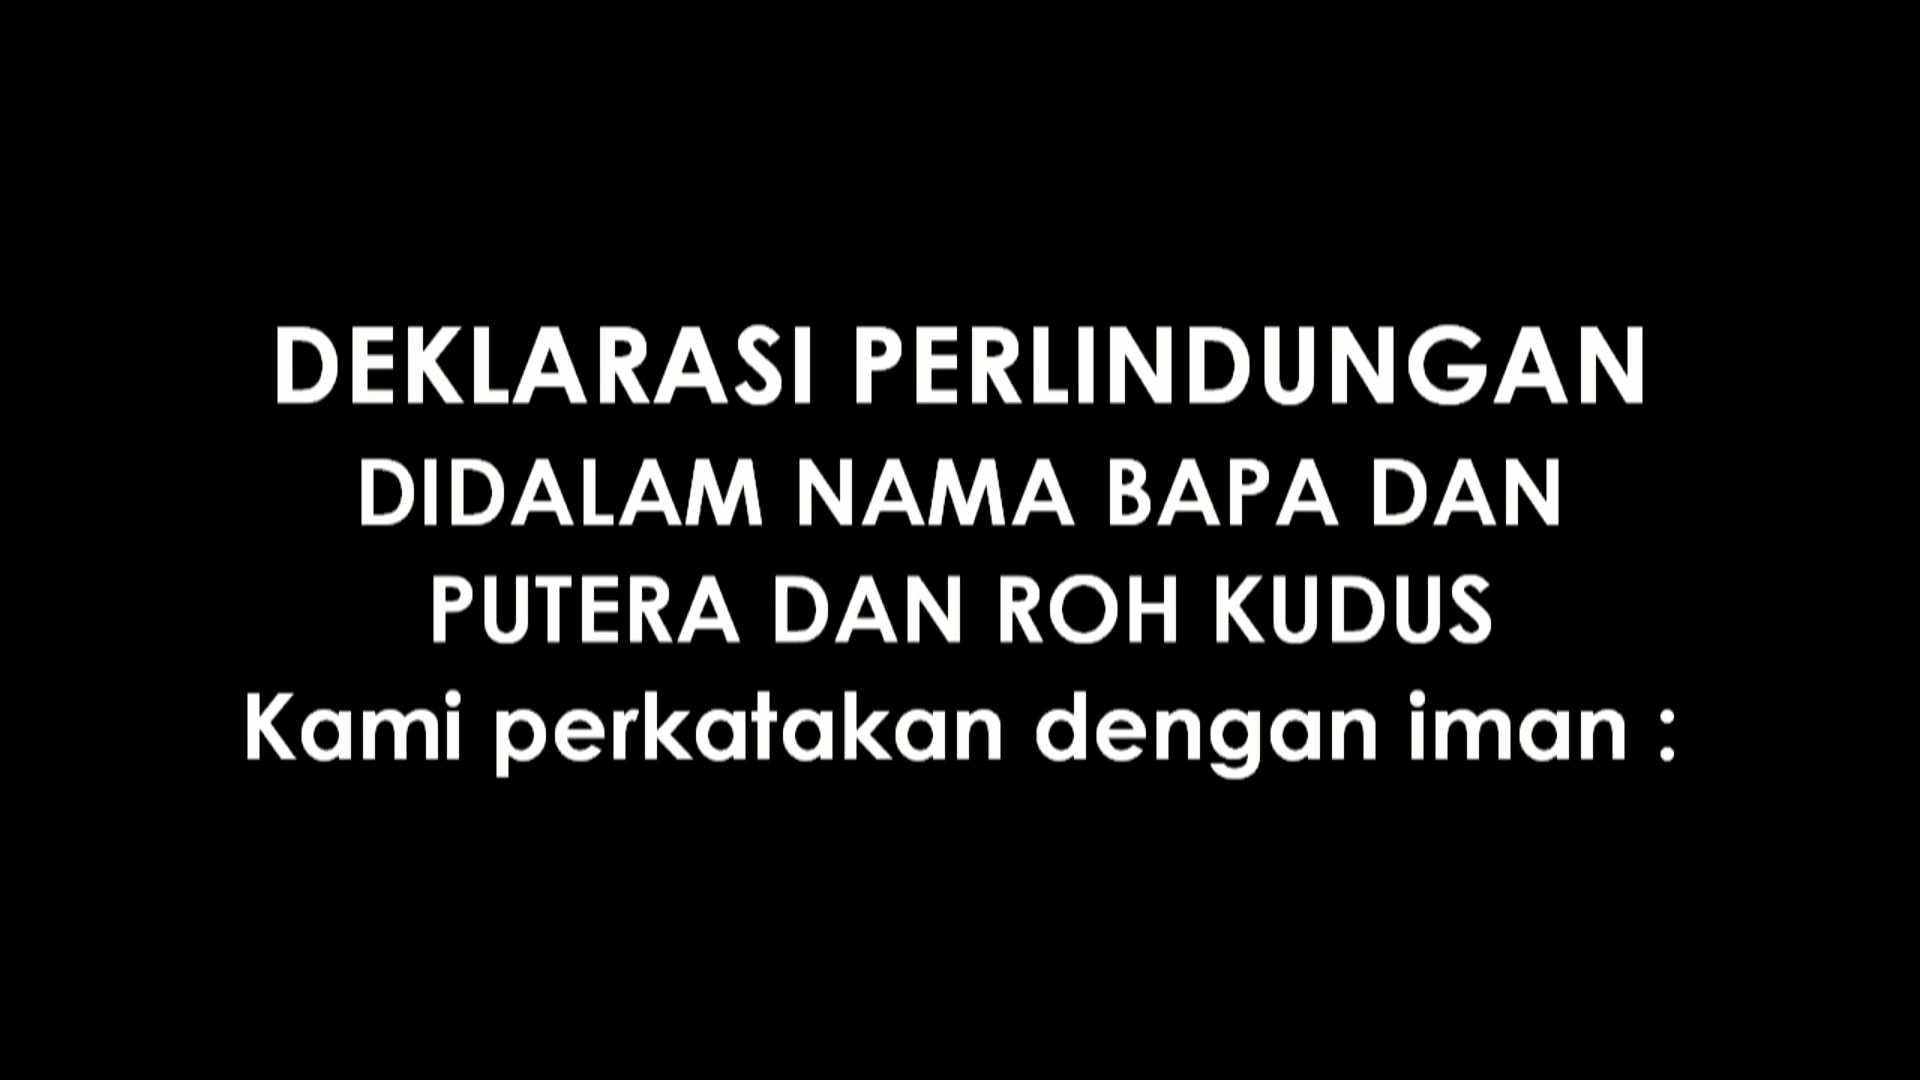 DEKLARASI PERLINDUNGAN
DIDALAM NAMA BAPA DAN
PUTERA DAN ROH KUDUS
Kami perkatakan dengan iman :